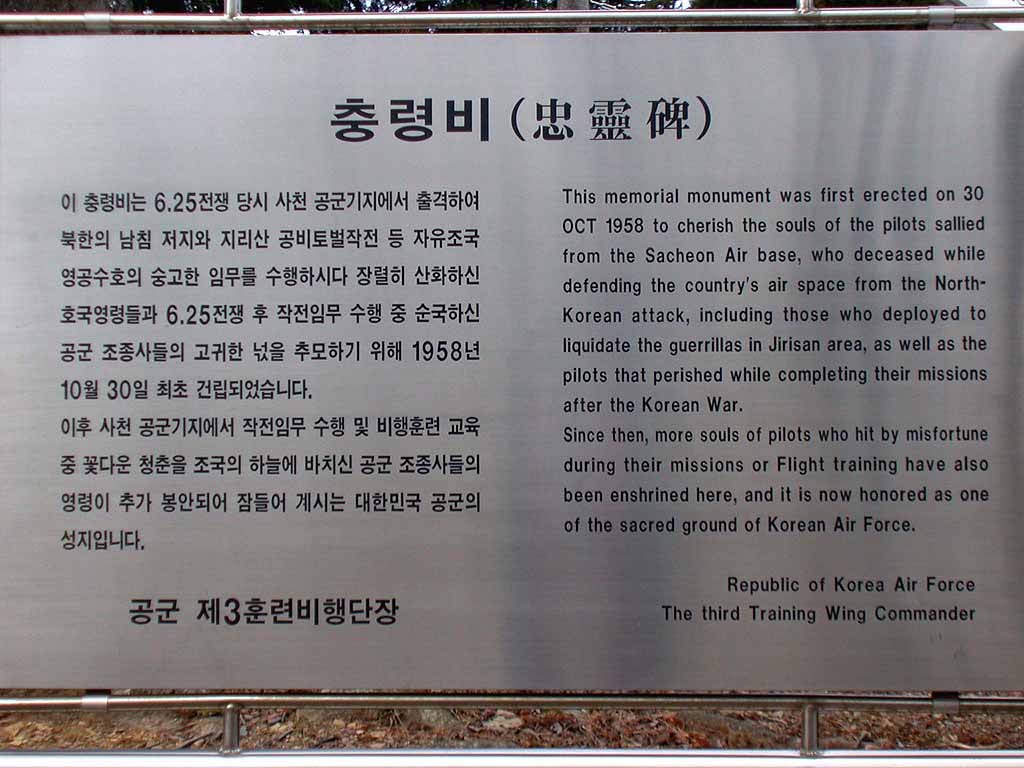 충령비 (忠靈碑)
이 충령비는 6.25전쟁 당시 사천 공군기지에서 출격하여
북한의 남침 저지와 지리산 공비토벌작전 등 자유조국
영공수호의 숭고한 임무를 수행하시다 장렬히 산화하신
호국영령들과 6.25전쟁 후 작전임무 수행 중 순국하신
공군 조종사들의 고귀한 넋을 추모하기 위해 1958년
10월 30일 최초 건립되었습니다.
이후 사천 공군기지에서 작전임무 수행 및 비행훈련 교육
중 꽃다운 청춘을 조국의 하늘에 바치신 공군 조종사들의
영령이 추가 봉안되어 잠들어 계시는 대한민국 공군의
성지입니다.
공군 제3훈련비행단장
This memorial monument was first erected on 30
OCT 1958 to cherish the souls of the pilots sallied
from the Sacheon Air base, who deceased while
defending the country's air space from the North-
Korean attack, including those who deployed to
liquidate the guerrillas in Jirisan area, as well as the
pilots that perished while completing their missions
after the Korean War.
Since then, more souls of pilots who hit by misfortune
during their missions or Flight training have also
been enshrined here, and it is now honored as one
of the sacred ground of Korean Air Force.
Republic of Korea Air Force
The third Training Wing Commander